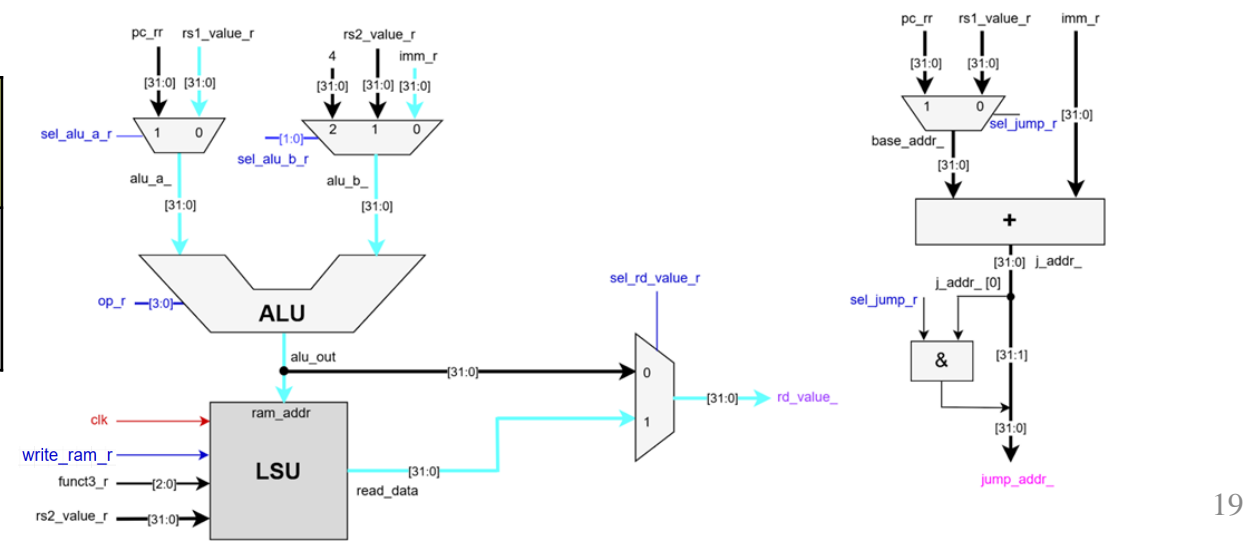 pc_rr rs1_value_r
[31:0] [31:0]
1 0
sel_alu_a_r
alu_a_
[31:0]
rs2_value_r
4 imm_r
[31:0] [31:0] [31:0]
2 1 0
[1:0]
sel_alu_b_r
alu_b_
[31:0]
op_r [3:0]
ALU
alu_out
[31:0]
sel_rd_value_r
0
1
[31:0] rd_value_
ram_addr
clk
write_ram_r
LSU
funct3_r [2:0]
rs2_value_r [31:0]
[31:0]
read_data
pc_rr rs1_value_r imm_r
[31:0] [31:0]
1 0
sel_jump_r
[31:0]
base_addr_
[31:0]
+
[31:0] j_addr_
j_addr_ [0]
sel_jump_r
&
[31:1]
[31:0]
jump_addr_
19